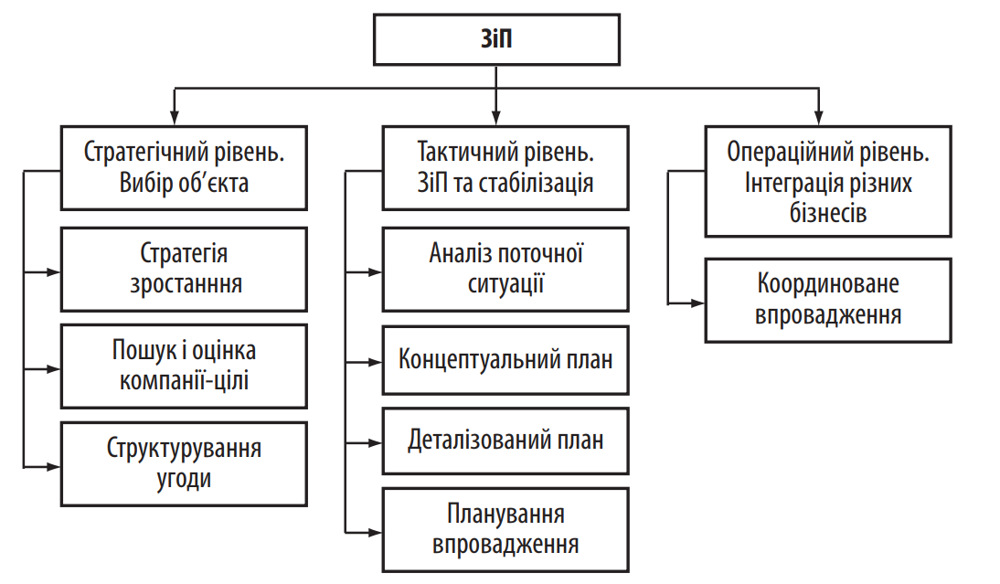 ЗіП
Стратегічний рівень.
Вибір об’єкта
Стратегія
зростанння
Пошук і оцінка
компанії-цілі
Структурування
угоди
Тактичний рівень.
ЗіП та стабілізація
Аналіз поточної
ситуації
Концептуальний план
Деталізований план
Планування
впровадження
Операційний рівень.
Інтеграція різних
бізнесів
Координоване
впровадження